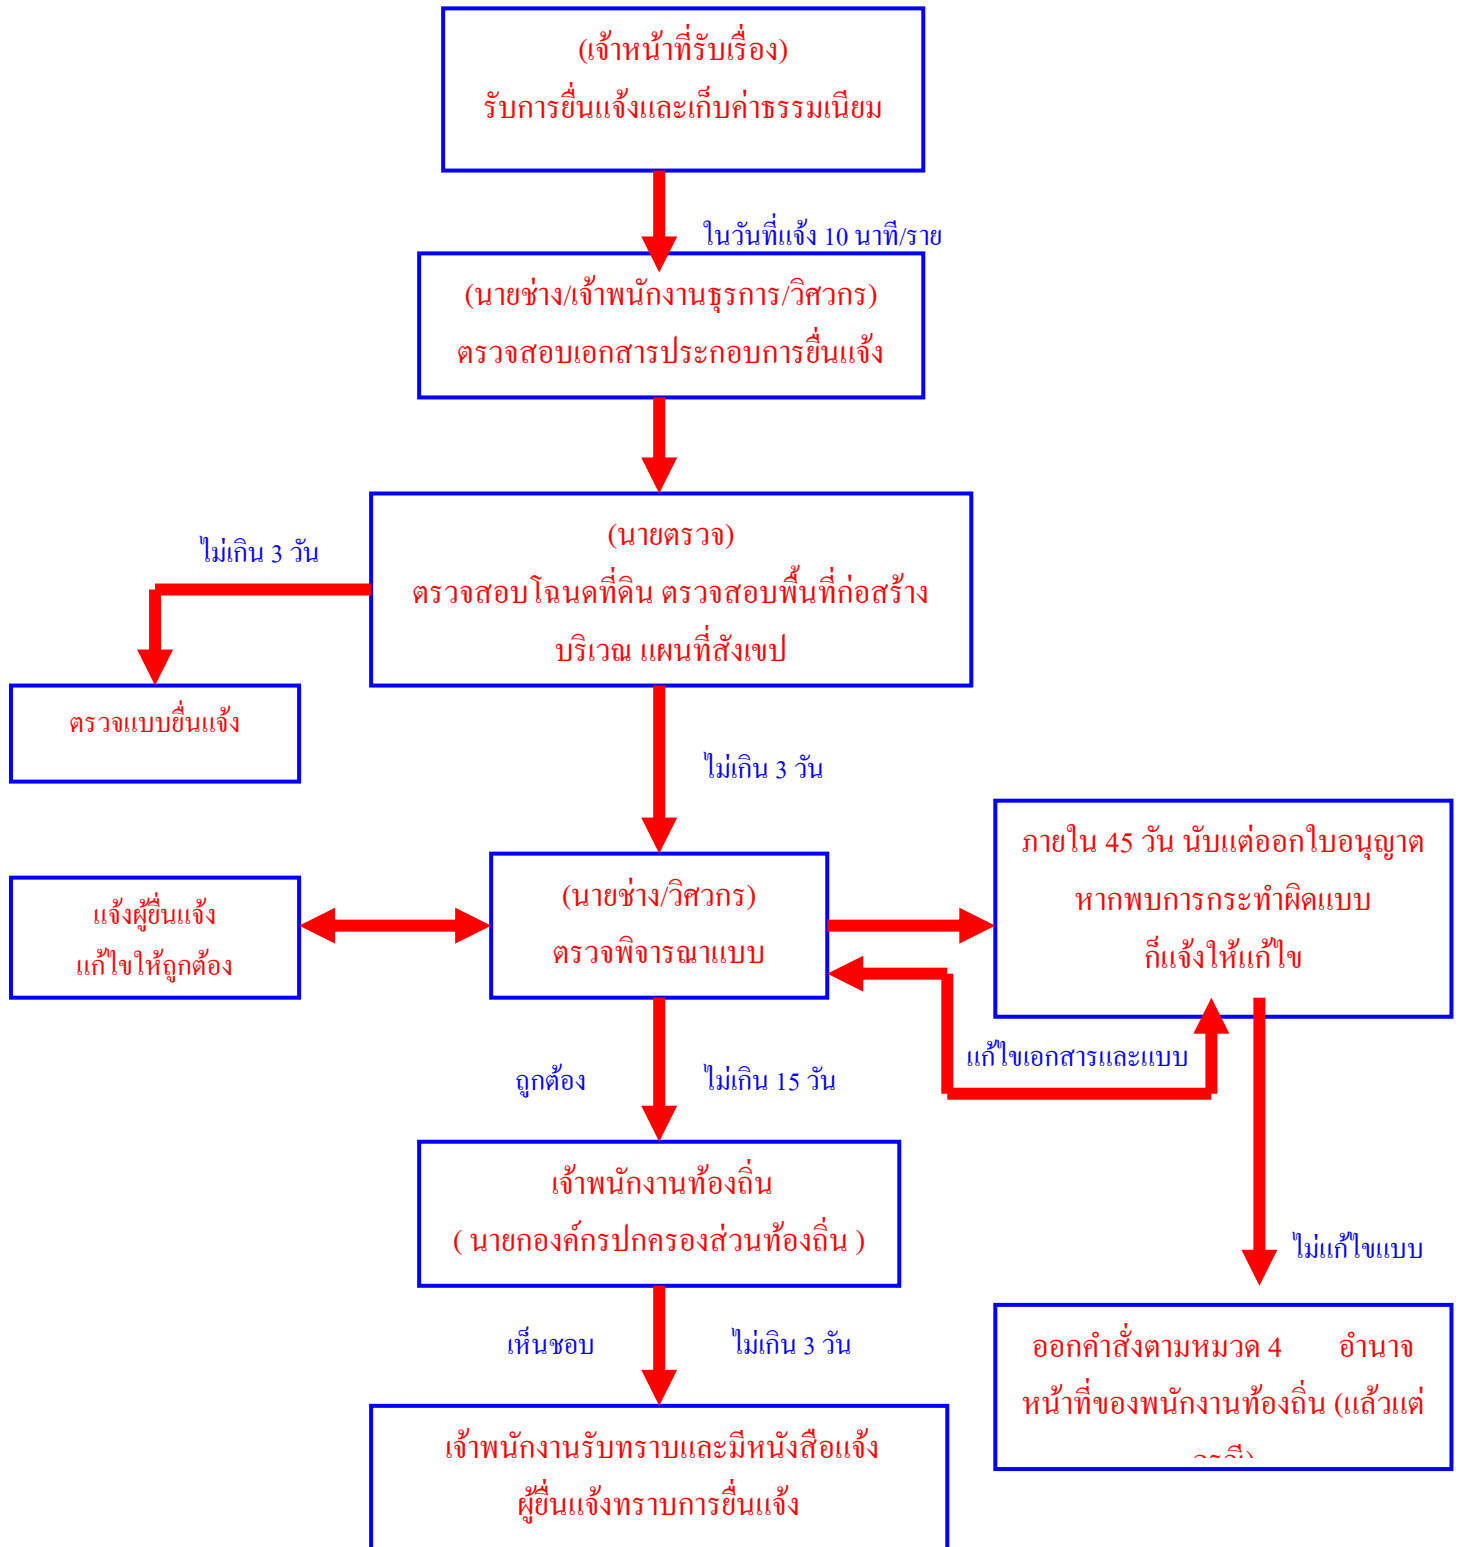 (เจ้าหน้าที่รับเรื่อง)
รับการยื่นแจ้งและเก็บค่าธรรมเนียม
ในวันที่แจ้ง 10 นาที/ราย
(นายช่าง/เจ้าพนักงานธุรการ/วิศวกร)
ตรวจสอบเอกสารประกอบการยื่นแจ้ง
(นายตรวจ)
ตรวจสอบโฉนดที่ดิน ตรวจสอบพื้นที่ก่อสร้าง
บริเวณ แผนที่สังเขป
ไม่เกิน 3 วัน
ตรวจแบบยื่นแจ้ง
ไม่เกิน 3 วัน
(นายช่าง/วิศวกร)
ตรวจพิจารณาแบบ
แจ้งผู้ยื่นแจ้ง
แก้ไขให้ถูกต้อง
ภายใน 45 วัน นับแต่ออกใบอนุญาต
หากพบการกระทำผิดแบบ
ก็แจ้งให้แก้ไข
แก้ไขเอกสารและแบบ
ถูกต้อง
ไม่เกิน 15 วัน
เจ้าพนักงานท้องถิ่น
( นายกองค์กรปกครองส่วนท้องถิ่น )
ไม่แก้ไขแบบ
เห็นชอบ
ไม่เกิน 3 วัน
ออกคำสั่งตามหมวด 4 อำนาจ
หน้าที่ของพนักงานท้องถิ่น (แล้วแต่
เจ้าพนักงานรับทราบและมีหนังสือแจ้ง
ผู้ยื่นแจ้งทราบการยื่นแจ้ง